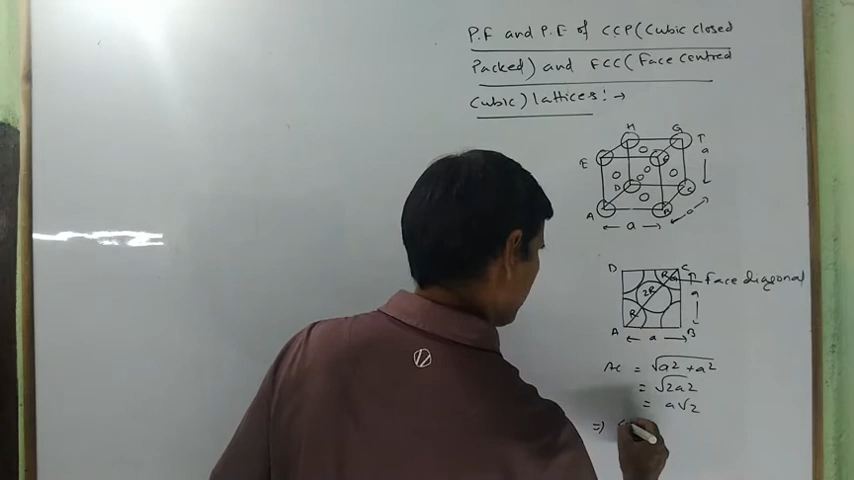 P.F and P.E of CCP(Cubic closed
Packed) and FCC(Face centred
Cubic) lattices:→
H G
E F a
D C
A B a
a
D C
R Face diagonal
2R a
R
A B
a
AC = √a2 + a2
= √2a2
= a√2
⇒